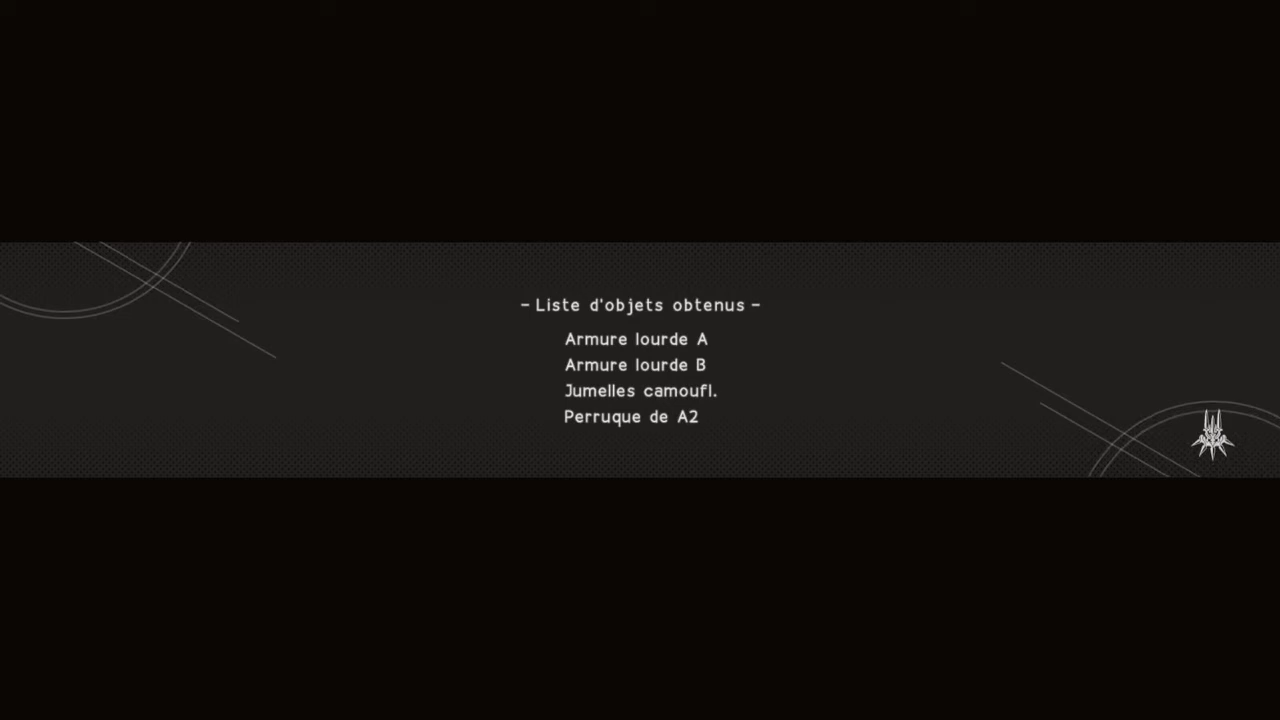 - Liste d'objets obtenus -
Armure lourde A
Armure lourde B
Jumelles camoufl.
Perruque de A2